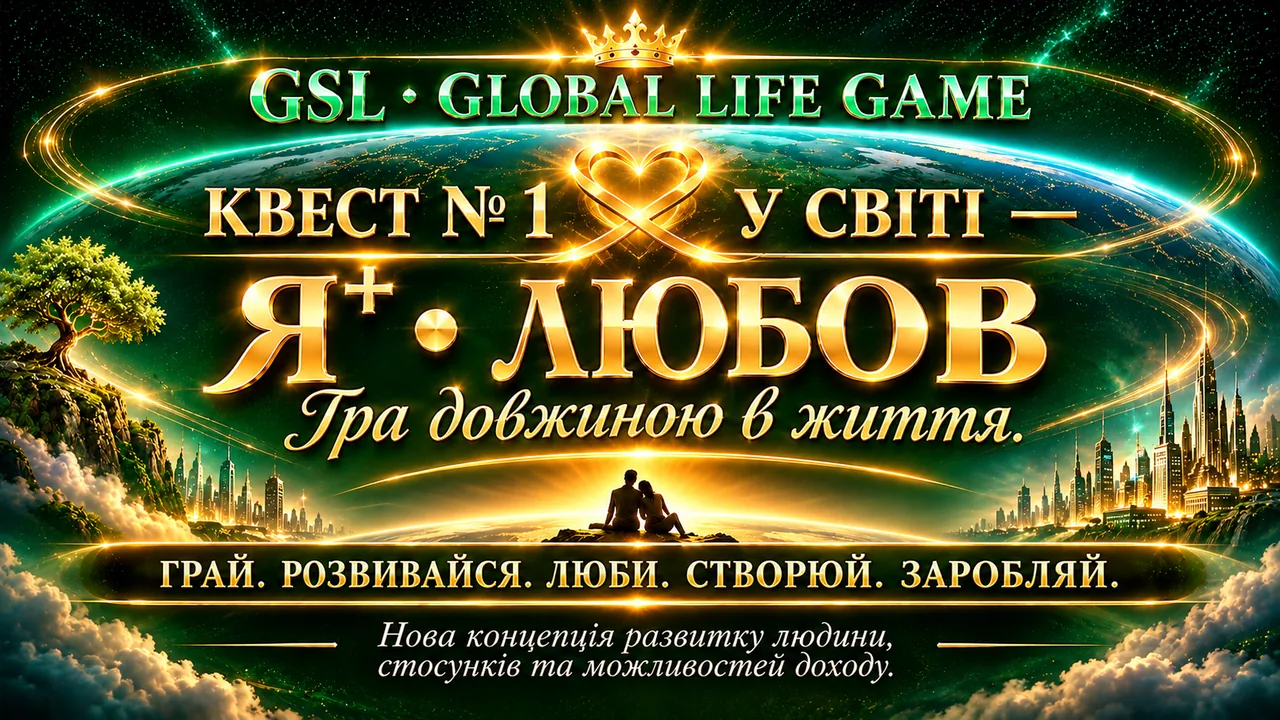 GSL · GLOBAL LIFE GAME
КВЕСТ № 1 У СВІТІ —
Я+ · ЛЮБОВ
Гра довжиною в життя.
ГРАЙ. РОЗВИВАЙСЯ. ЛЮБИ. СТВОРЮЙ. ЗАРОБЛЯЙ.
Нова концепція развитку людини,
стосунків та можливостей доходу.